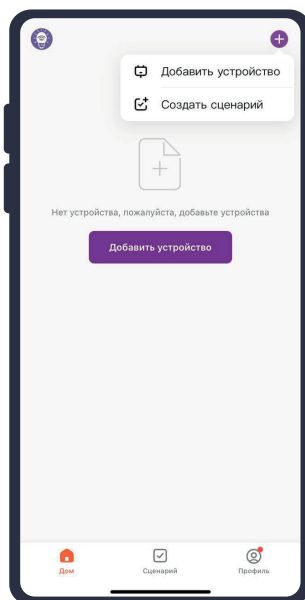 Добавить устройство
Создать сценарий
Нет устройства, пожалуйста, добавьте устройства
Добавить устройство
Дом
Сценарий
Профиль